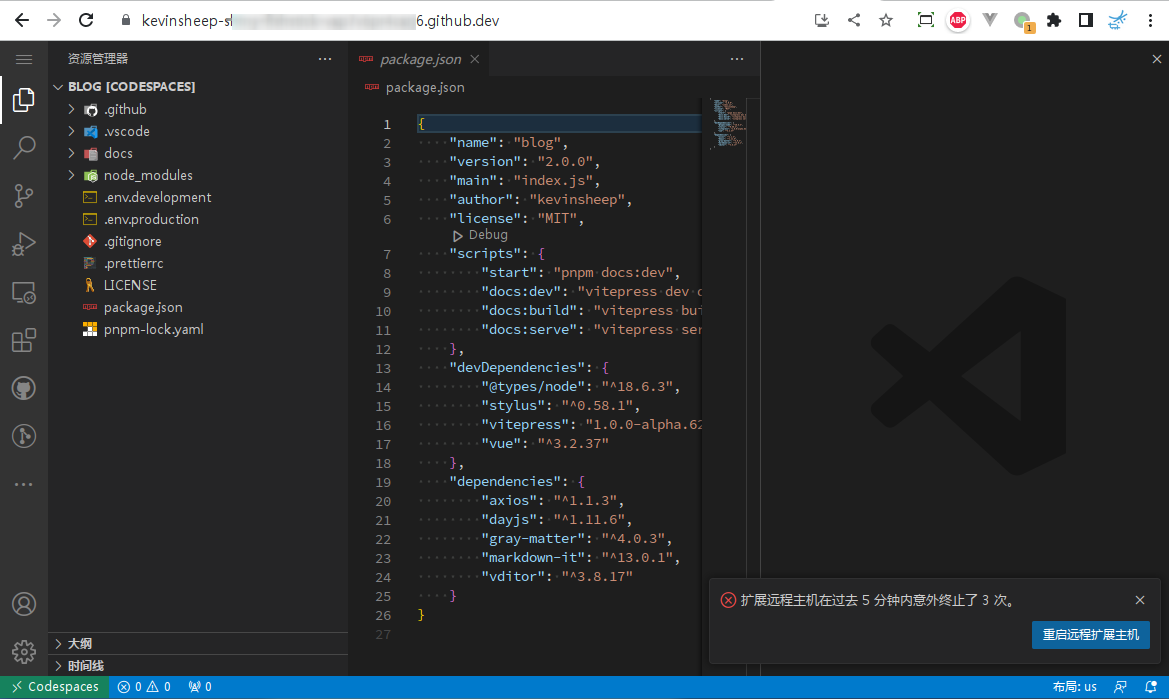 kevinsheep-s
6.github.dev
ABP
1
资源管理器
BLOG [CODESPACES]
.github
.vscode
docs
node_modules
.env.development
.env.production
.gitignore
.prettierrc
LICENSE
package.json
pnpm-lock.yaml
大纲
时间线
package.json
package.json
1 {
2 "name": "blog",
3 "version": "2.0.0",
4 "main": "index.js",
5 "author": "kevinsheep",
6 "license": "MIT",
Debug
7 "scripts": {
8 "start": "pnpm docs:dev",
9 "docs:dev": "vitepress dev
10 "docs:build": "vitepress bui
11 "docs:serve": "vitepress ser
12 },
13 "devDependencies": {
14 "@types/node": "^18.6.3",
15 "stylus": "^0.58.1",
16 "vitepress": "1.0.0-alpha.62
17 "vue": "^3.2.37"
18 },
19 "dependencies": {
20 "axios": "^1.1.3",
21 "dayjs": "^1.11.6",
22 "gray-matter": "^4.0.3",
23 "markdown-it": "^13.0.1",
24 "vditor": "^3.8.17"
25 }
26 }
27
扩展远程主机在过去 5 分钟内意外终止了 3 次。
重启远程扩展主机
Codespaces
0
0
0
布局: us